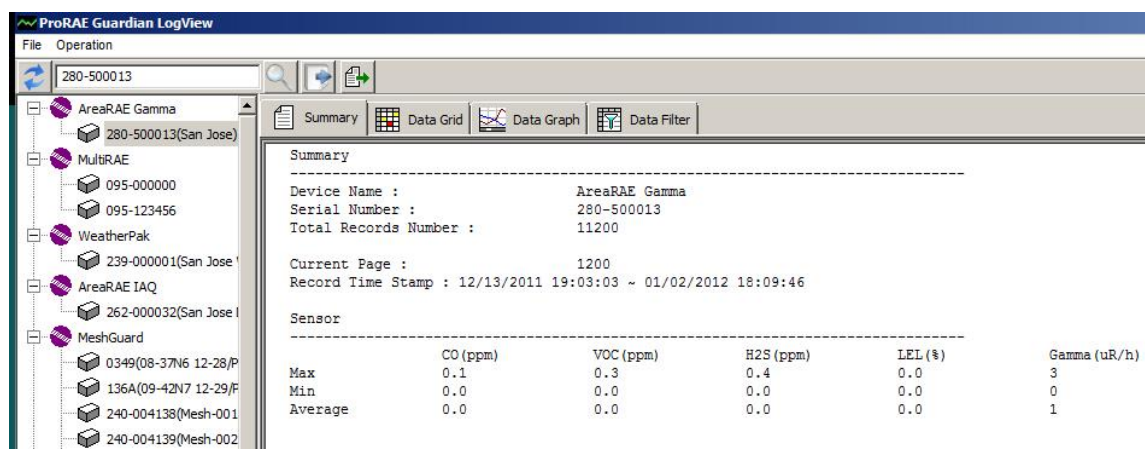 ProRAE Guardian LogView
File Operation
280-500013
AreaRAE Gamma
280-500013(San Jose)
MultiRAE
095-000000
095-123456
WeatherPak
239-000001(San Jose
AreaRAE IAQ
262-000032(San Jose
MeshGuard
0349(08-37N6 12-28/P
136A(09-42N7 12-29/P
240-004138(Mesh-001
240-004139(Mesh-002
Summary Data Grid Data Graph Data Filter
Summary
--------------------------------------------------------------------------------
Device Name : AreaRAE Gamma
Serial Number : 280-500013
Total Records Number : 11200
Current Page : 1200
Record Time Stamp : 12/13/2011 19:03:03 ~ 01/02/2012 18:09:46
Sensor
--------------------------------------------------------------------------------
CO(ppm) VOC(ppm) H2S(ppm) LEL(%) Gamma(uR/h)
Max 0.1 0.3 0.4 0.0 3
Min 0.0 0.0 0.0 0.0 0
Average 0.0 0.0 0.0 0.0 1